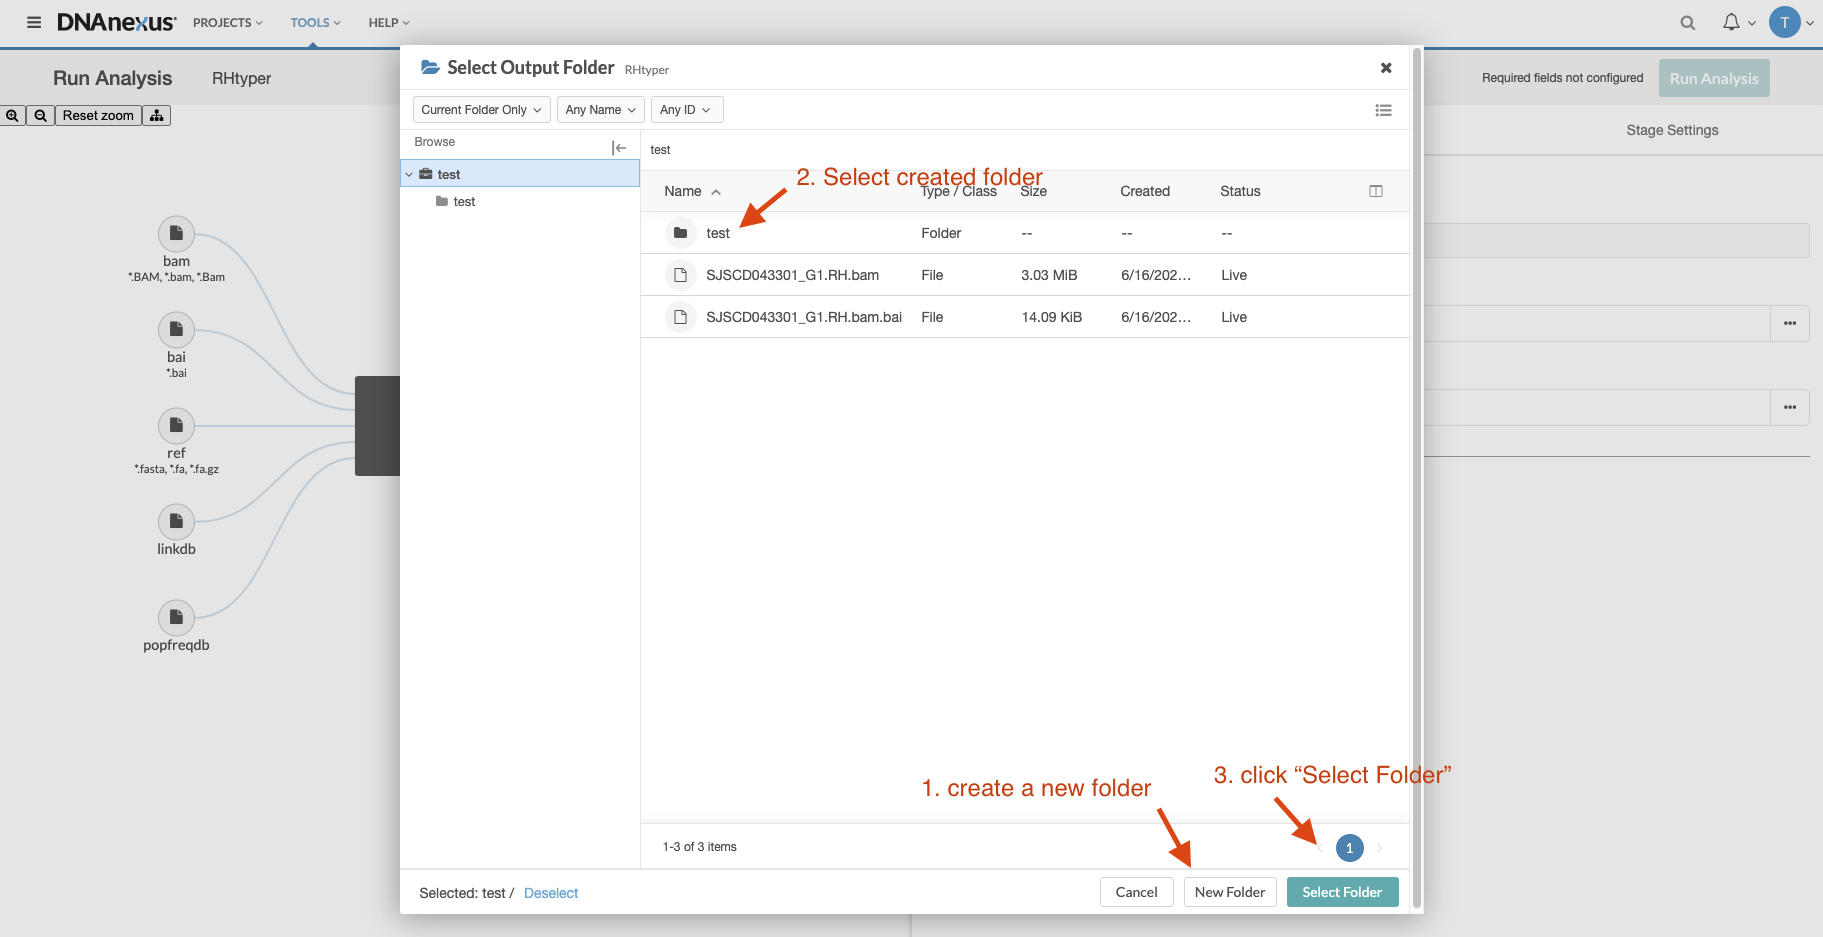 DNAnexus PROJECTS TOOLS HELP T
Run Analysis RHtyper
Required fields not configured Run Analysis
Reset zoom
Stage Settings
bam
*.BAM, *.bam, *.Bam
bai
*.bai
ref
*.fasta, *.fa, *.fa.gz
linkdb
popfreqdb
Select Output Folder RHtyper
Current Folder Only Any Name Any ID
Browse
test
test
test
2. Select created folder
Name Type / Class Size Created Status
test Folder -- -- --
SJSCD043301_G1.RH.bam File 3.03 MiB 6/16/202... Live
SJSCD043301_G1.RH.bam.bai File 14.09 KiB 6/16/202... Live
1. create a new folder
3. click “Select Folder”
1-3 of 3 items 1
Selected: test / Deselect
Cancel New Folder Select Folder